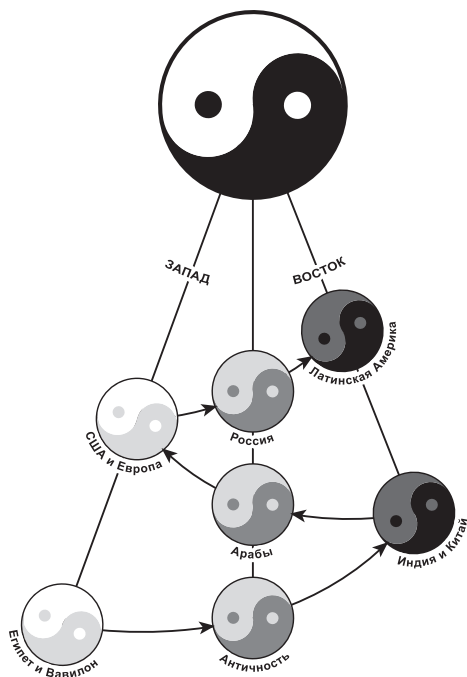 ЗАПАД
ВОСТОК
Латинская Америка
Россия
США и Европа
Арабы
Индия и Китай
Египет и Вавилон
Античность